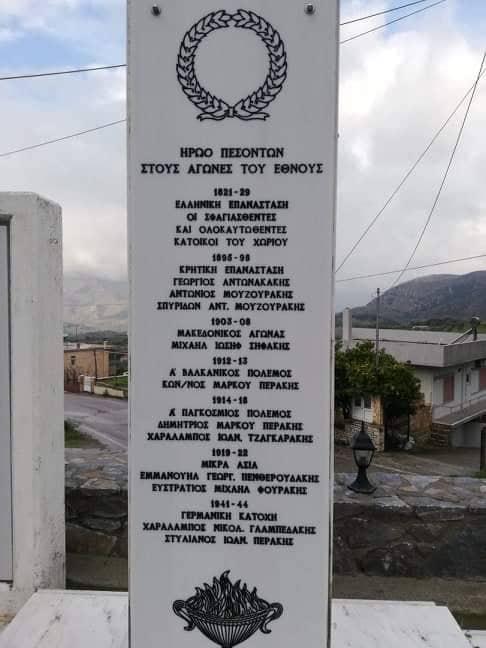 ΗΡΩΟ ΠΕΣΟΝΤΩΝ
ΣΤΟΥΣ ΑΓΩΝΕΣ ΤΟΥ ΕΘΝΟΥΣ
1821-29
ΕΛΛΗΝΙΚΗ ΕΠΑΝΑΣΤΑΣΗ
ΟΙ ΣΦΑΓΙΑΣΘΕΝΤΕΣ
ΚΑΙ ΟΛΟΚΑΥΤΩΘΕΝΤΕΣ
ΚΑΤΟΙΚΟΙ ΤΟΥ ΧΩΡΙΟΥ
1895-98
ΚΡΗΤΙΚΗ ΕΠΑΝΑΣΤΑΣΗ
ΓΕΩΡΓΙΟΣ ΑΝΤΩΝΑΚΑΚΗΣ
ΑΝΤΩΝΙΟΣ ΜΟΥΖΟΥΡΑΚΗΣ
ΣΠΥΡΙΔΩΝ ΑΝΤ. ΜΟΥΖΟΥΡΑΚΗΣ
1903-08
ΜΑΚΕΔΟΝΙΚΟΣ ΑΓΩΝΑΣ
ΜΙΧΑΗΛ ΙΩΣΗΦ ΣΗΦΑΚΗΣ
1912-13
Α' ΒΑΛΚΑΝΙΚΟΣ ΠΟΛΕΜΟΣ
ΚΩΝ/ΝΟΣ ΜΑΡΚΟΥ ΠΕΡΑΚΗΣ
1914-18
Α' ΠΑΓΚΟΣΜΙΟΣ ΠΟΛΕΜΟΣ
ΔΗΜΗΤΡΙΟΣ ΜΑΡΚΟΥ ΠΕΡΑΚΗΣ
ΧΑΡΑΛΑΜΠΟΣ ΙΩΑΝ. ΤΖΑΓΚΑΡΑΚΗΣ
1919-22
ΜΙΚΡΑ ΑΣΙΑ
ΕΜΜΑΝΟΥΗΛ ΓΕΩΡΓ. ΠΕΝΘΕΡΟΥΔΑΚΗΣ
ΕΥΣΤΡΑΤΙΟΣ ΜΙΧΑΗΛ ΦΟΥΡΑΚΗΣ
1941-44
ΓΕΡΜΑΝΙΚΗ ΚΑΤΟΧΗ
ΧΑΡΑΛΑΜΠΟΣ ΝΙΚΟΛ. ΓΑΛΑΜΠΕΔΑΚΗΣ
ΣΤΥΛΙΑΝΟΣ ΙΩΑΝ. ΠΕΡΑΚΗΣ